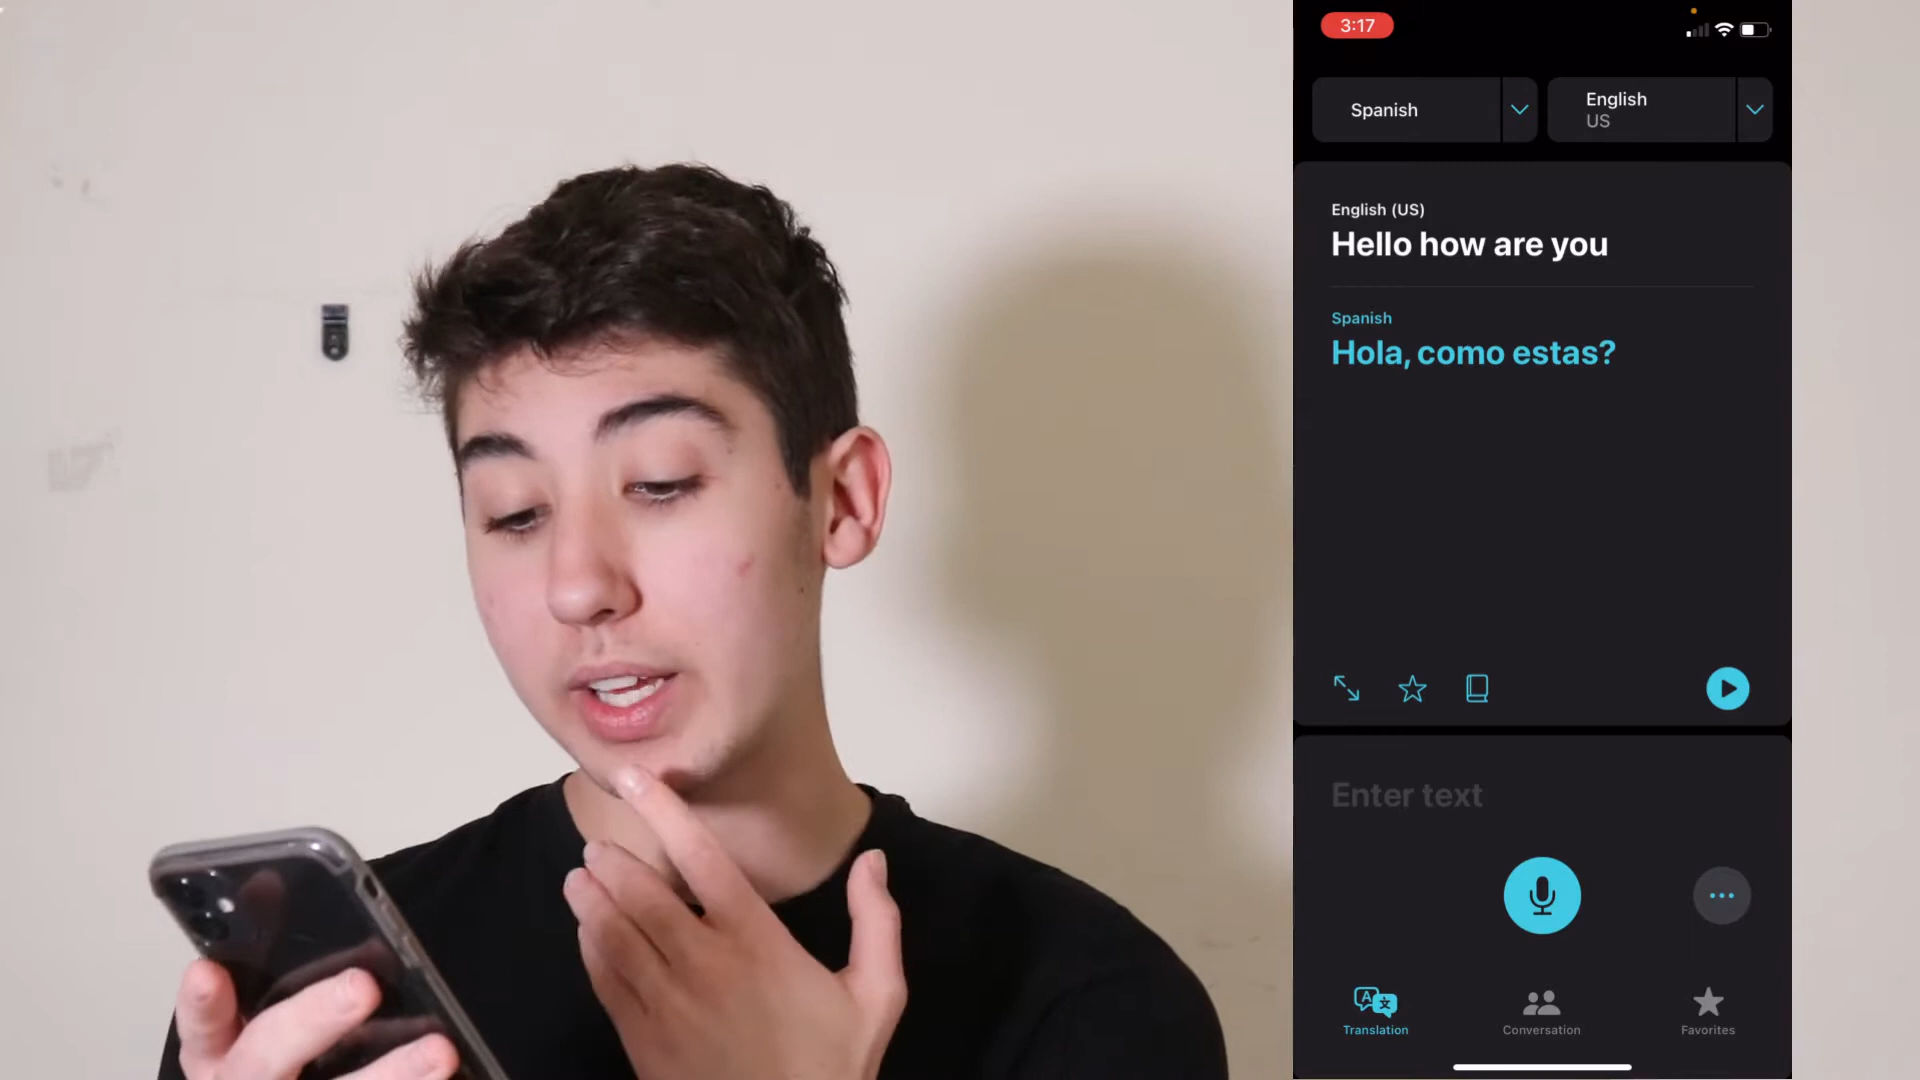 3:17
Spanish
English
US
English (US)
Hello how are you
Spanish
Hola, como estas?
Enter text
Translation
Conversation
Favorites